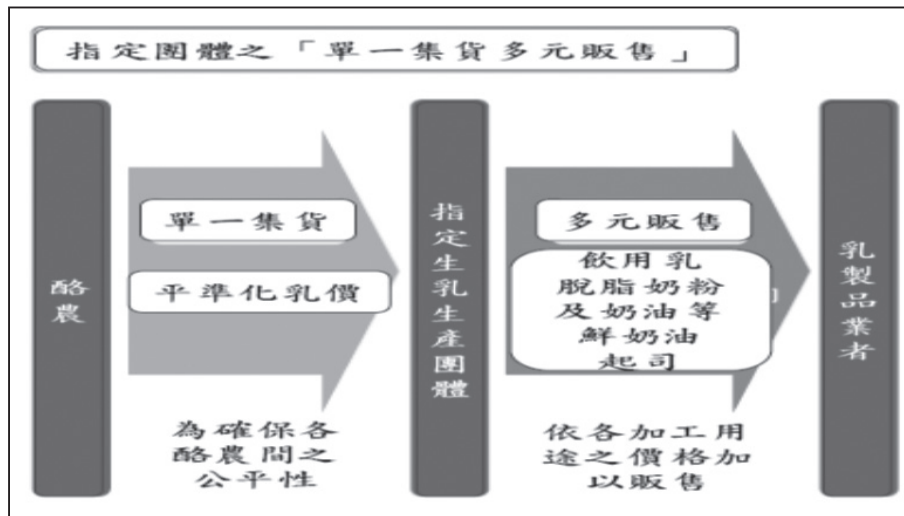 指定團體之「單一集貨多元販售」
酪農
單一集貨
平準化乳價
為確保各
酪農間之
公平性
指定生乳生產團體
多元販售
飲用乳
脫脂奶粉
及奶油等
鮮奶油
起司
依各加工用
途之價格加
以販售
乳製品業者